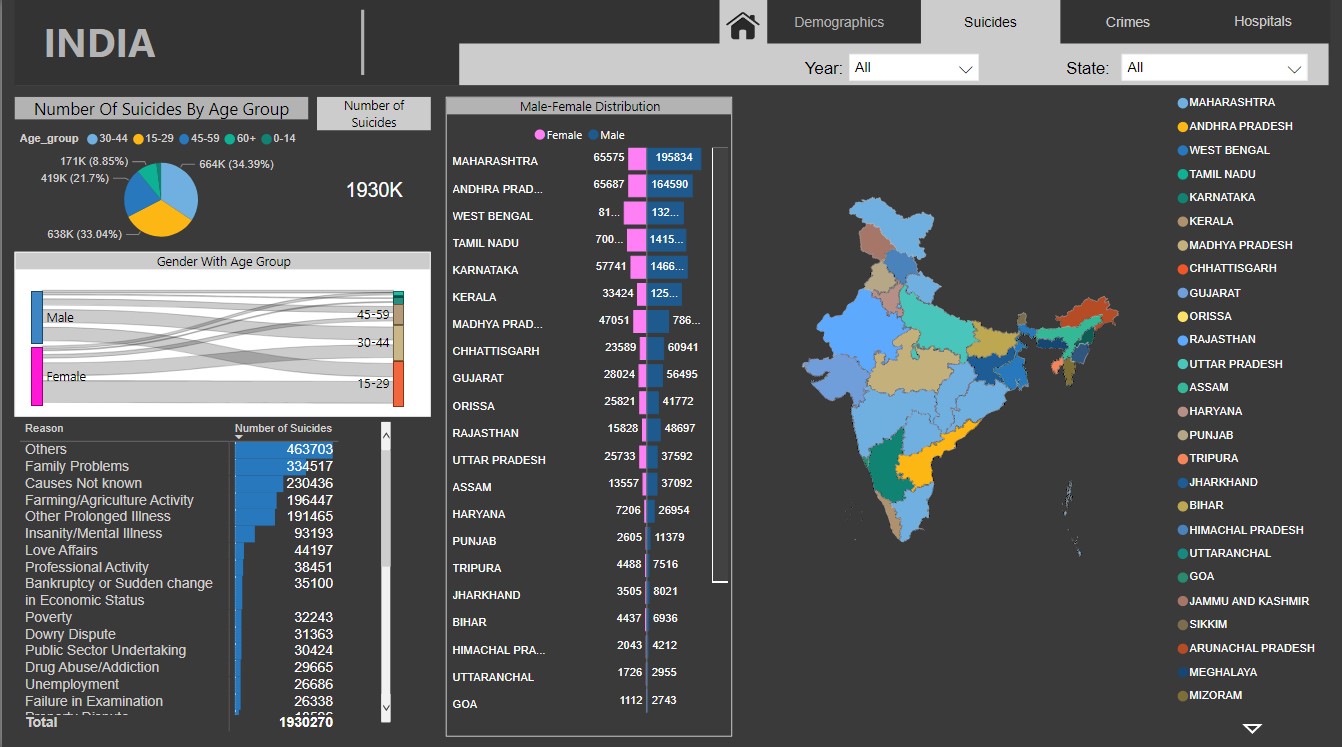 INDIA
Demographics
Suicides
Crimes
Hospitals
Year: All
State: All
Number Of Suicides By Age Group
Number of
Suicides
Age_group 30-44 15-29 45-59 60+ 0-14
171K (8.85%)
664K (34.39%)
419K (21.7%)
638K (33.04%)
1930K
Gender With Age Group
Male
Female
45-59
30-44
15-29
Reason Number of Suicides
Others 463703
Family Problems 334517
Causes Not known 230436
Farming/Agriculture Activity 196447
Other Prolonged Illness 191465
Insanity/Mental Illness 93193
Love Affairs 44197
Professional Activity 38451
Bankruptcy or Sudden change 35100
in Economic Status
Poverty 32243
Dowry Dispute 31363
Public Sector Undertaking 30424
Drug Abuse/Addiction 29665
Unemployment 26686
Failure in Examination 26338
Total 1930270
Male-Female Distribution
Female Male
MAHARASHTRA 65575 195834
ANDHRA PRAD... 65687 164590
WEST BENGAL 81... 132...
TAMIL NADU 700... 1415...
KARNATAKA 57741 1466...
KERALA 33424 125...
MADHYA PRAD... 47051 786...
CHHATTISGARH 23589 60941
GUJARAT 28024 56495
ORISSA 25821 41772
RAJASTHAN 15828 48697
UTTAR PRADESH 25733 37592
ASSAM 13557 37092
HARYANA 7206 26954
PUNJAB 2605 11379
TRIPURA 4488 7516
JHARKHAND 3505 8021
BIHAR 4437 6936
HIMACHAL PRA... 2043 4212
UTTARANCHAL 1726 2955
GOA 1112 2743
MAHARASHTRA
ANDHRA PRADESH
WEST BENGAL
TAMIL NADU
KARNATAKA
KERALA
MADHYA PRADESH
CHHATTISGARH
GUJARAT
ORISSA
RAJASTHAN
UTTAR PRADESH
ASSAM
HARYANA
PUNJAB
TRIPURA
JHARKHAND
BIHAR
HIMACHAL PRADESH
UTTARANCHAL
GOA
JAMMU AND KASHMIR
SIKKIM
ARUNACHAL PRADESH
MEGHALAYA
MIZORAM